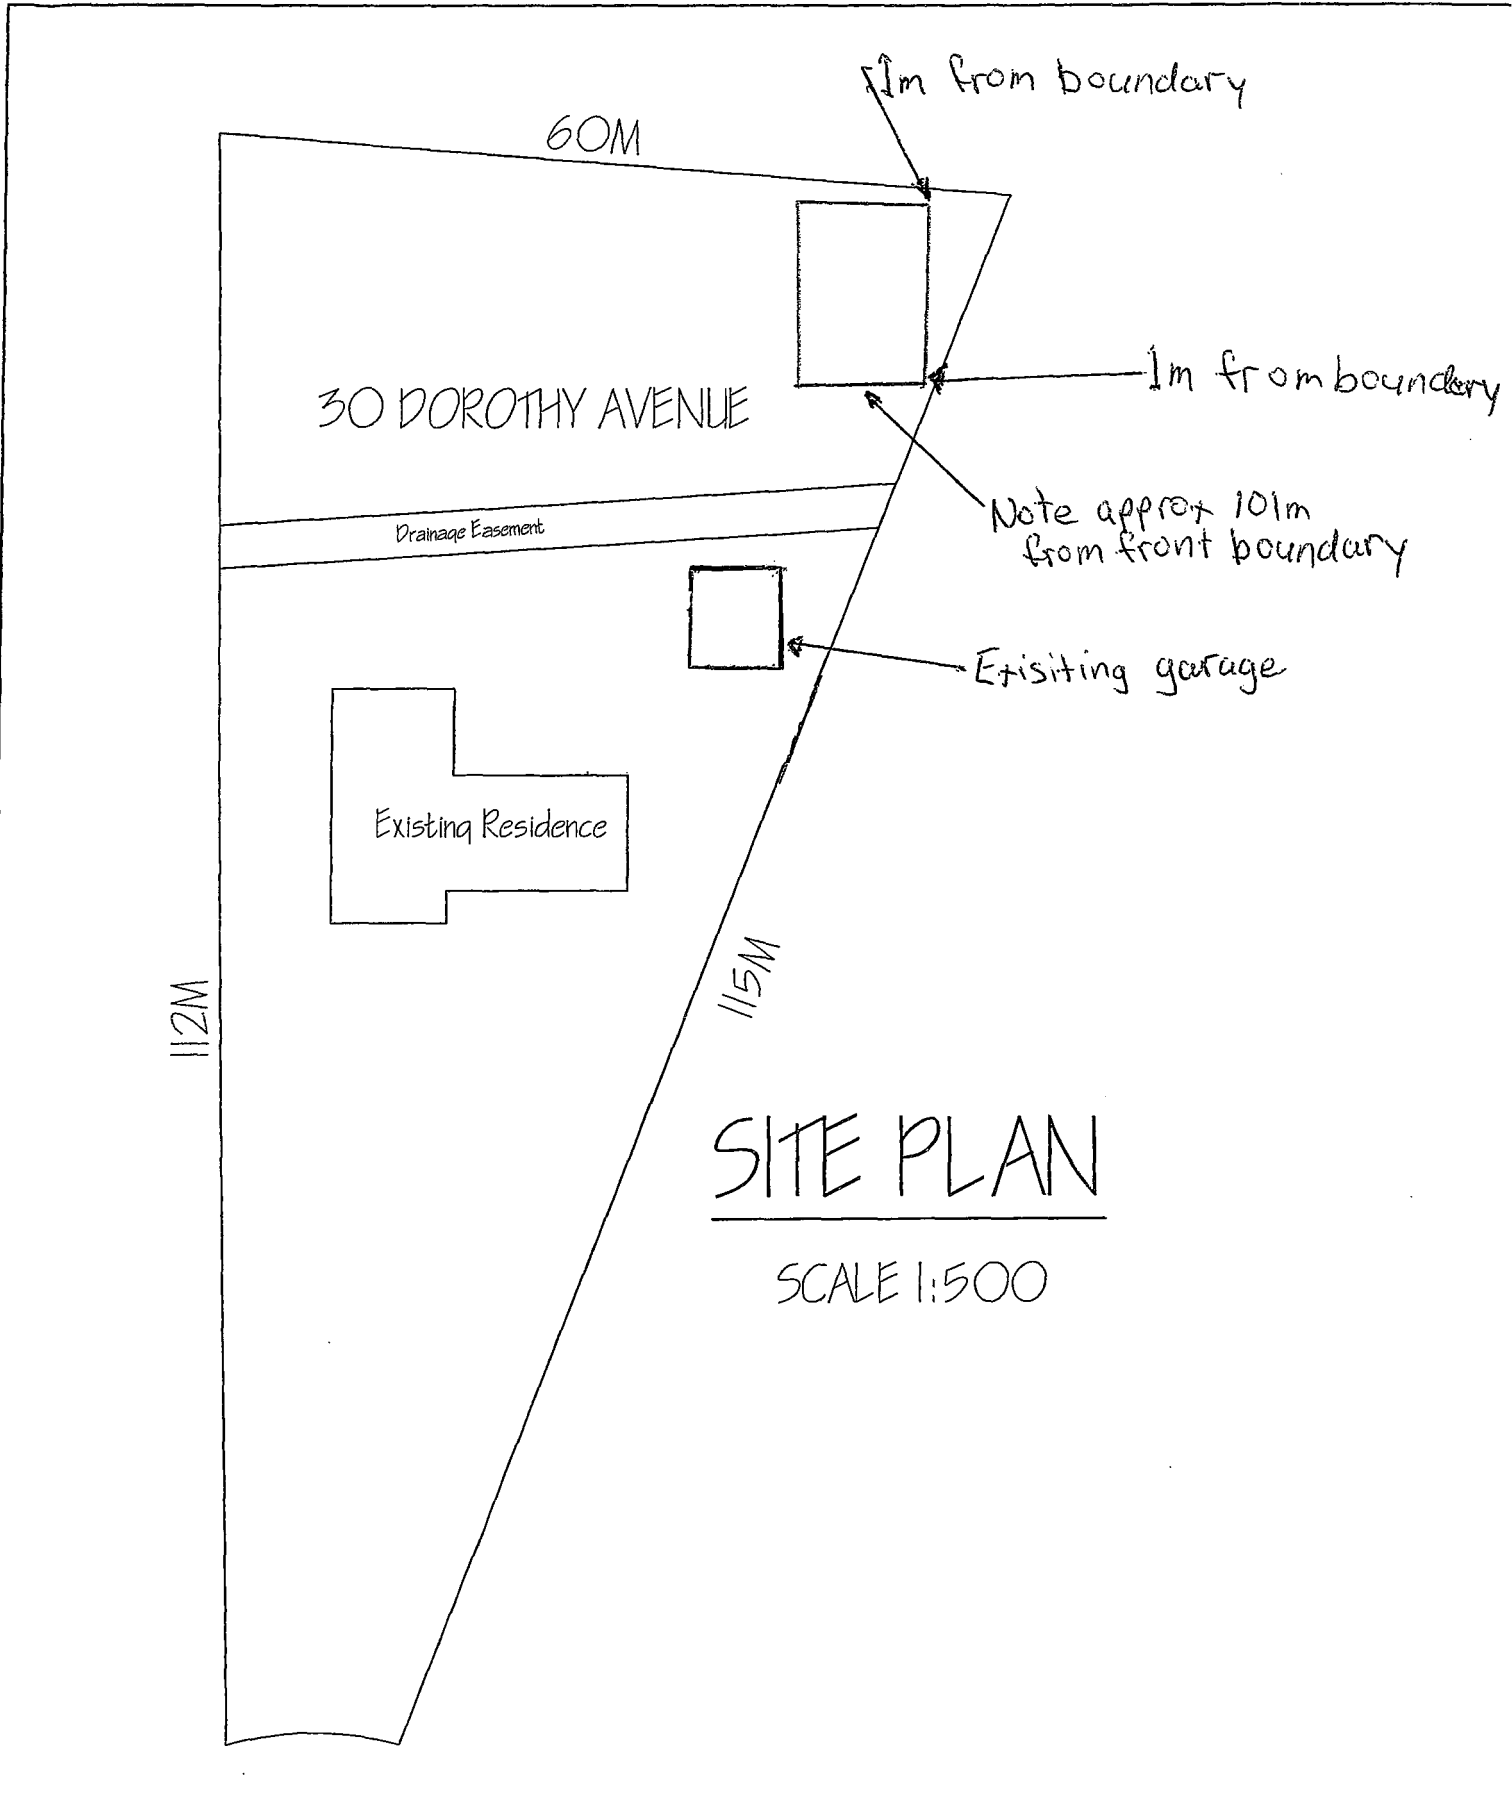 1m from boundary
60M
1m from boundary
30 DOROTHY AVENUE
Note approx 101m
from front boundary
Drainage Easement
Exisiting garage
Existing Residence
115M
112M
SITE PLAN
SCALE 1:500